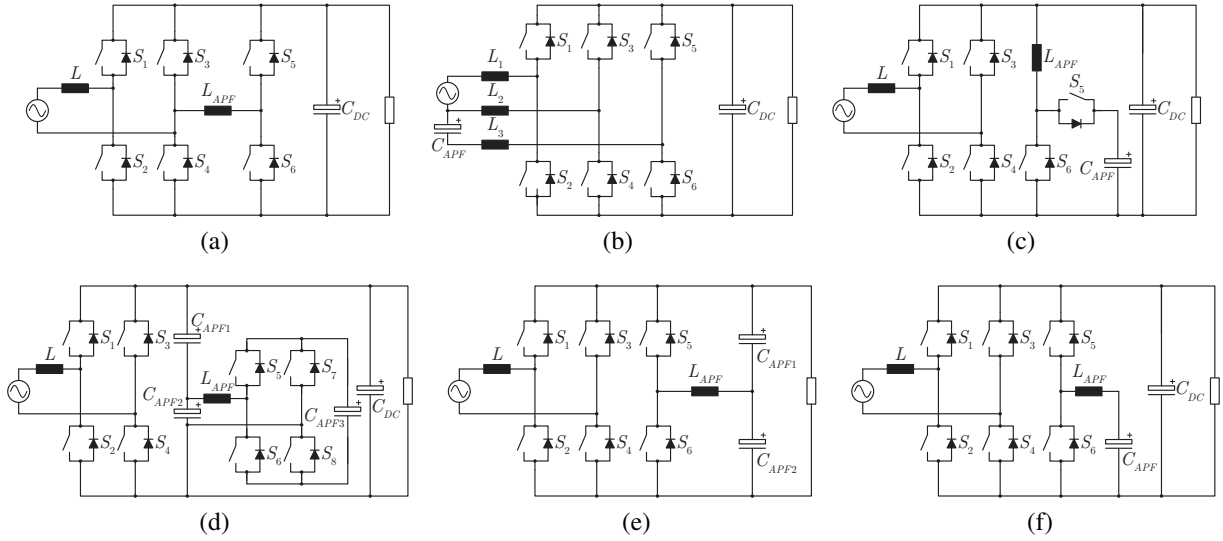 L
S1
S3
S5
LAPF
CDC
S2
S4
S6
(a)
S1
S3
S5
L1
L2
CAPF
L3
CDC
S2
S4
S6
(b)
S1
S3
LAPF
L
S5
CDC
S2
S4
S6
CAPF
(c)
CAPF1
S1
S3
L
LAPF
S5
S7
CAPF2
CAPF3
CDC
S2
S4
S6
S8
(d)
S1
S3
S5
CAPF1
L
LAPF
S2
S4
S6
CAPF2
(e)
S1
S3
S5
L
LAPF
CDC
S2
S4
S6
CAPF
(f)